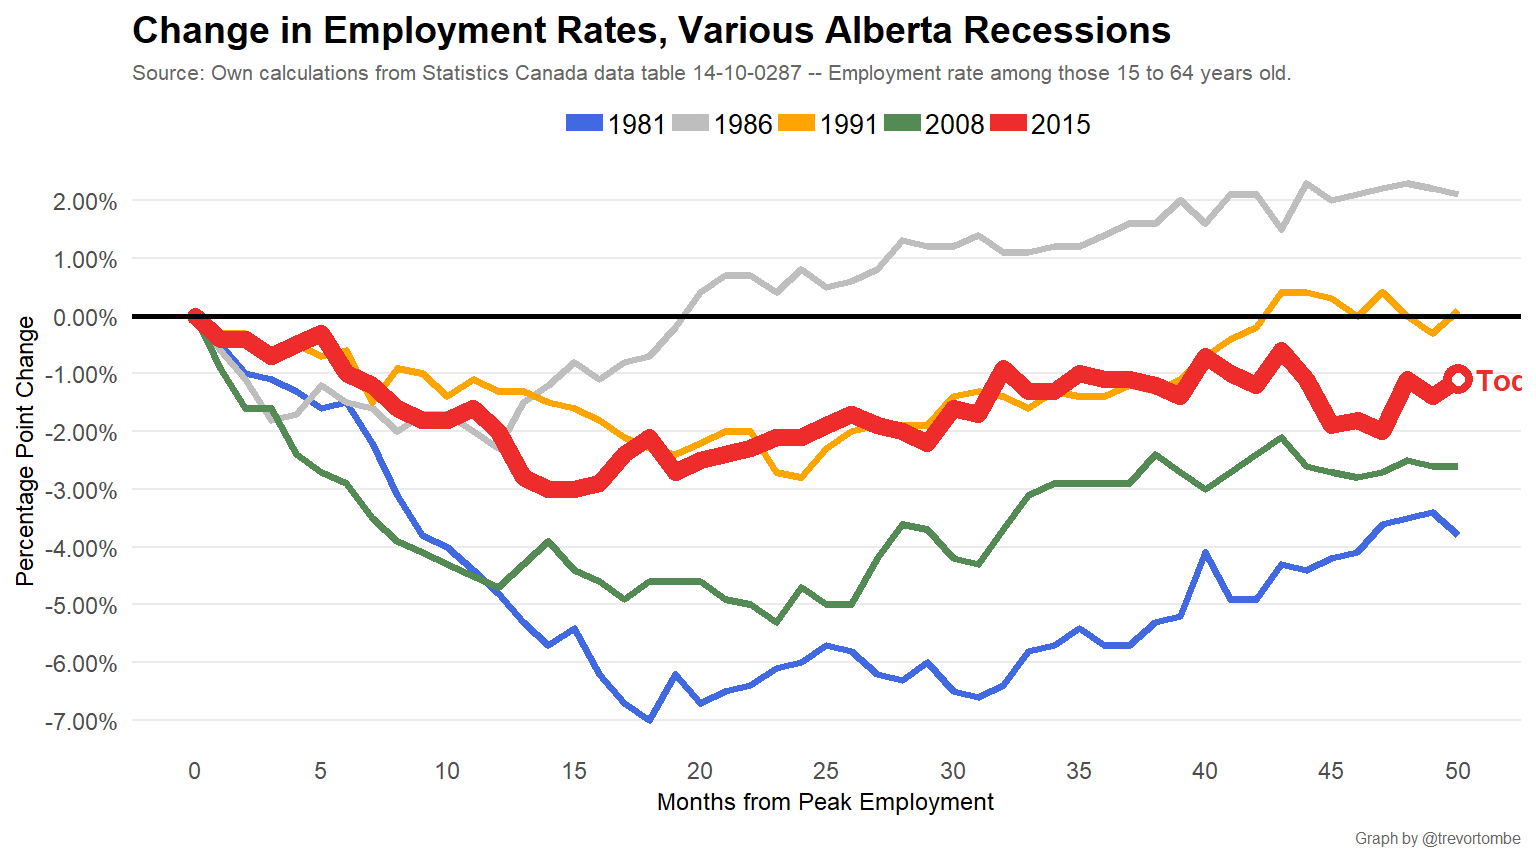 Change in Employment Rates, Various Alberta Recessions
Source: Own calculations from Statistics Canada data table 14-10-0287 -- Employment rate among those 15 to 64 years old.
1981 1986 1991 2008 2015
Percentage Point Change
2.00%
1.00%
0.00%
-1.00%
-2.00%
-3.00%
-4.00%
-5.00%
-6.00%
-7.00%
0 5 10 15 20 25 30 35 40 45 50
Months from Peak Employment
Graph by @trevortombe